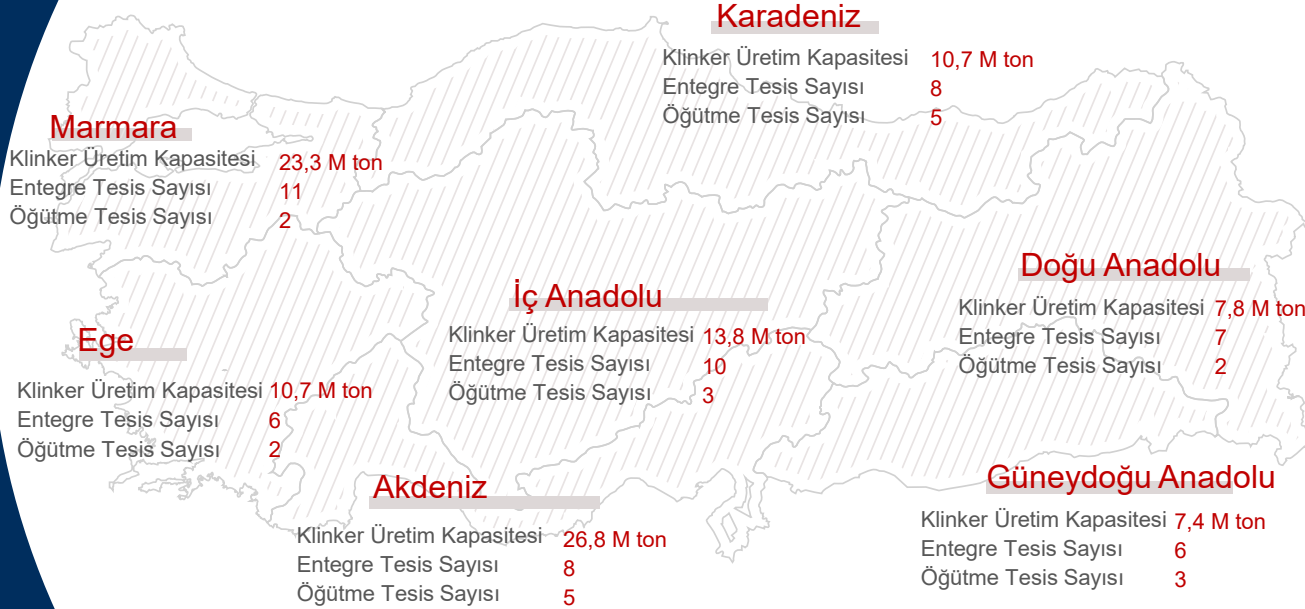 Karadeniz
Klinker Üretim Kapasitesi 10,7 M ton
Entegre Tesis Sayısı 8
Öğütme Tesis Sayısı 5
Marmara
Klinker Üretim Kapasitesi 23,3 M ton
Entegre Tesis Sayısı 11
Öğütme Tesis Sayısı 2
Doğu Anadolu
Klinker Üretim Kapasitesi 7,8 M ton
Entegre Tesis Sayısı 7
Öğütme Tesis Sayısı 2
İç Anadolu
Klinker Üretim Kapasitesi 13,8 M ton
Entegre Tesis Sayısı 10
Öğütme Tesis Sayısı 3
Ege
Klinker Üretim Kapasitesi 10,7 M ton
Entegre Tesis Sayısı 6
Öğütme Tesis Sayısı 2
Akdeniz
Klinker Üretim Kapasitesi 26,8 M ton
Entegre Tesis Sayısı 8
Öğütme Tesis Sayısı 5
Güneydoğu Anadolu
Klinker Üretim Kapasitesi 7,4 M ton
Entegre Tesis Sayısı 6
Öğütme Tesis Sayısı 3